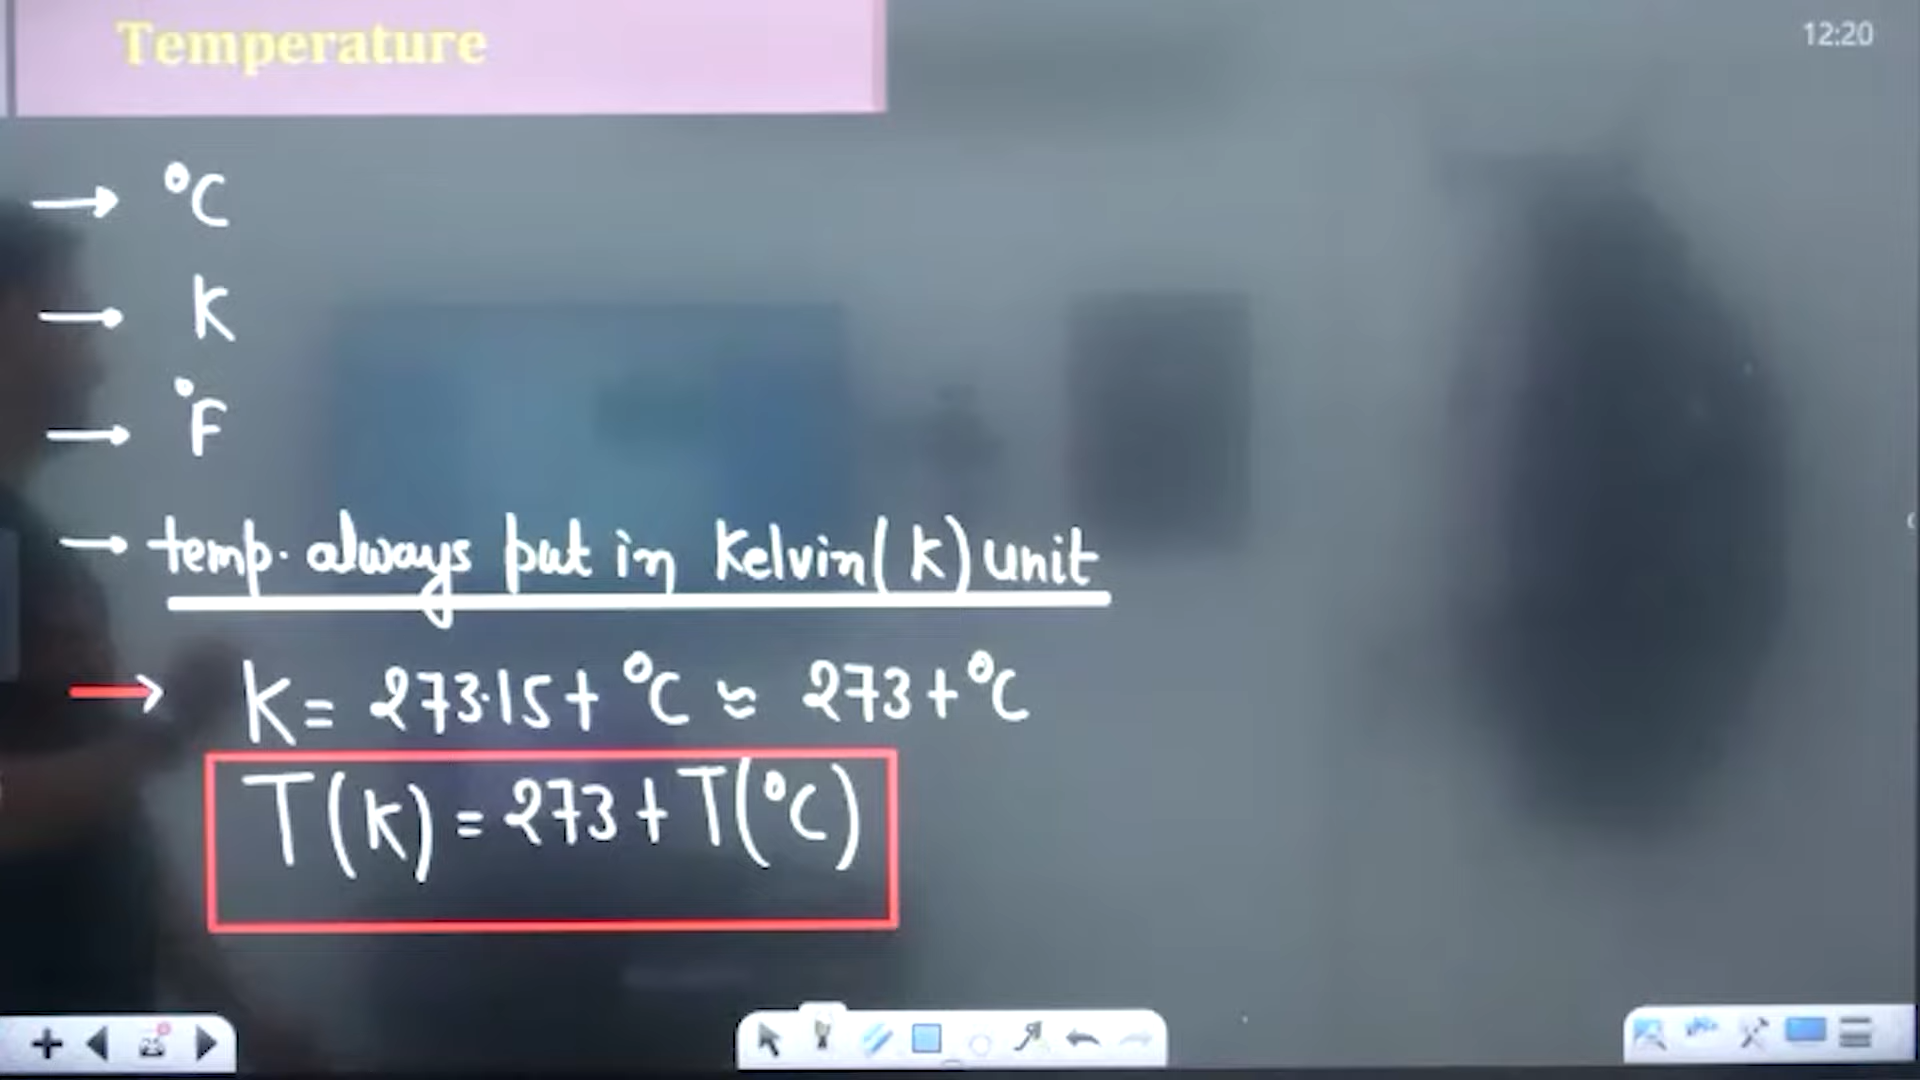 Temperature
12:20
→ °C
→ K
→ °F
→ temp. always put in Kelvin(K) unit
→ K = 273.15 + °C ≈ 273 + °C
T(K) = 273 + T(°C)